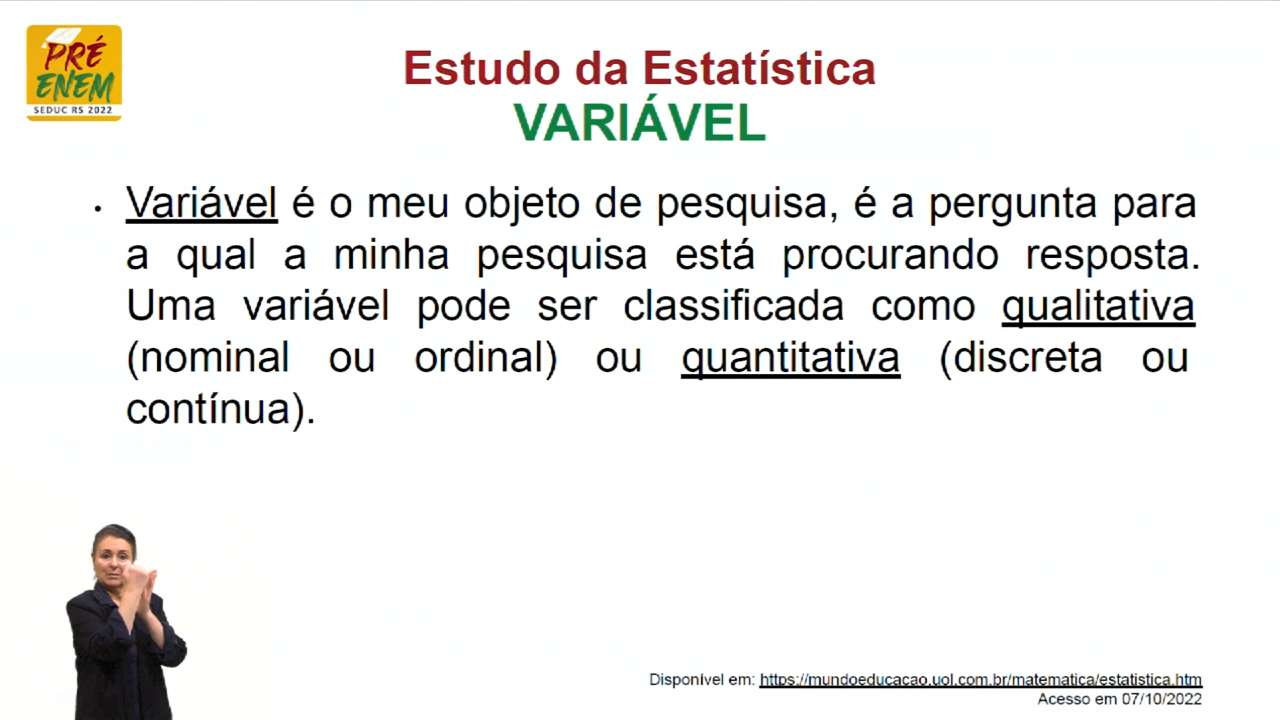 PRÉ
ENEM
SEDUC RS 2022
Estudo da Estatística
VARIÁVEL
• Variável é o meu objeto de pesquisa, é a pergunta para
a qual a minha pesquisa está procurando resposta.
Uma variável pode ser classificada como qualitativa
(nominal ou ordinal) ou quantitativa (discreta ou
contínua).
Disponível em: https://mundoeducacao.uol.com.br/matematica/estatistica.htm
Acesso em 07/10/2022